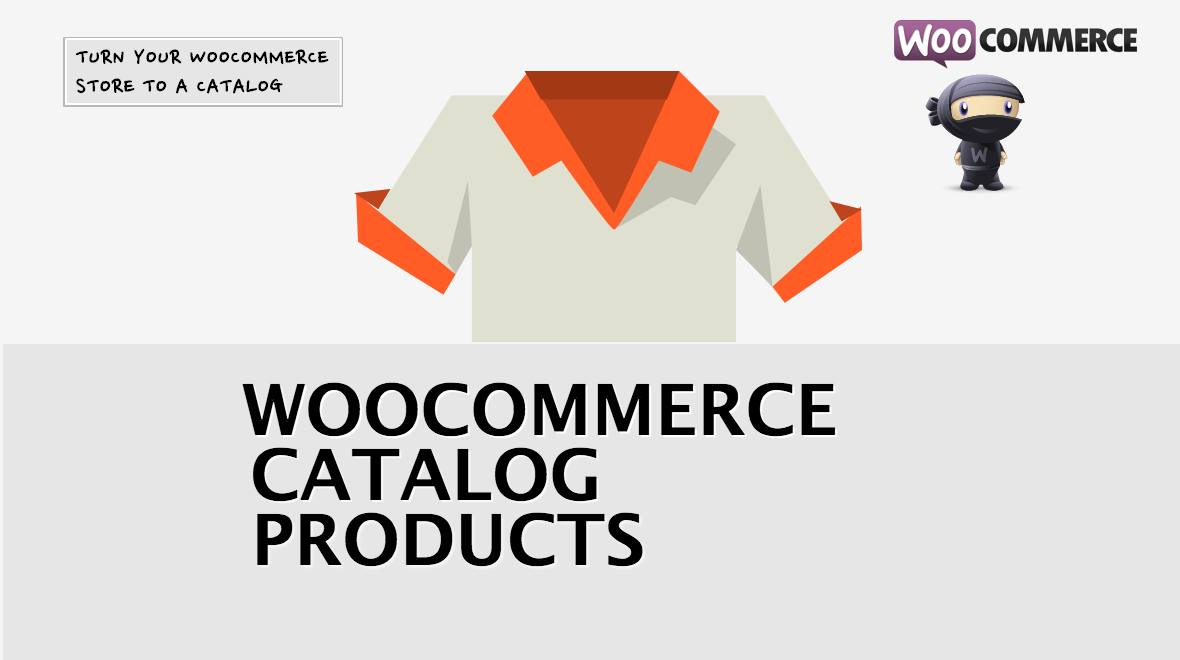 TURN YOUR WOOCOMMERCE
STORE TO A CATALOG
WOOCOMMERCE
W
WOOCOMMERCE
CATALOG
PRODUCTS